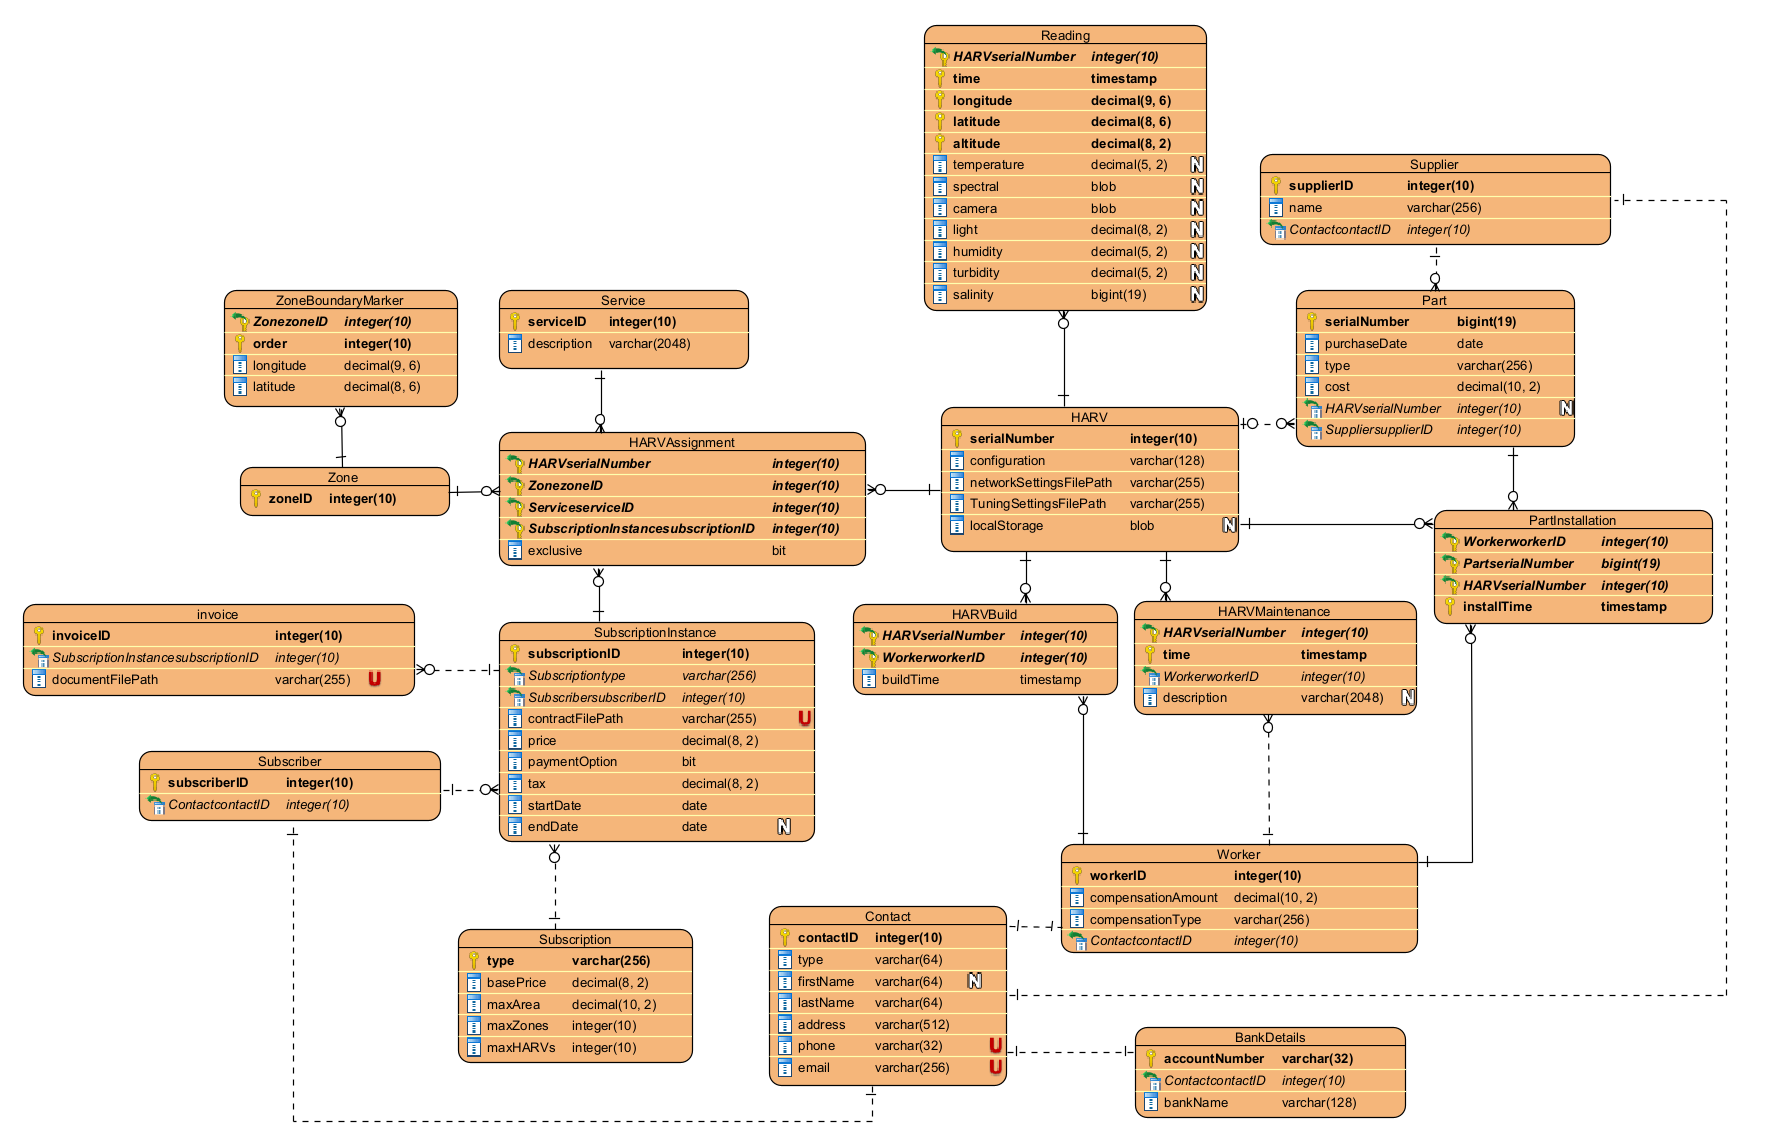 Reading
HARVserialNumber integer(10)
time timestamp
longitude decimal(9, 6)
latitude decimal(8, 6)
altitude decimal(8, 2)
temperature decimal(5, 2) N
spectral blob N
camera blob N
light decimal(8, 2) N
humidity decimal(5, 2) N
turbidity decimal(5, 2) N
salinity bigint(19) N
Supplier
supplierID integer(10)
name varchar(256)
ContactcontactID integer(10)
ZoneBoundaryMarker
ZonezoneID integer(10)
order integer(10)
longitude decimal(9, 6)
latitude decimal(8, 6)
Service
serviceID integer(10)
description varchar(2048)
Part
serialNumber bigint(19)
purchaseDate date
type varchar(256)
cost decimal(10, 2)
HARVserialNumber integer(10) N
SuppliersupplierID integer(10)
Zone
zoneID integer(10)
HARVAssignment
HARVserialNumber integer(10)
ZonezoneID integer(10)
ServiceserviceID integer(10)
SubscriptionInstancesubscriptionID integer(10)
exclusive bit
HARV
serialNumber integer(10)
configuration varchar(128)
networkSettingsFilePath varchar(255)
TuningSettingsFilePath varchar(255)
localStorage blob N
PartInstallation
WorkerworkerID integer(10)
PartserialNumber bigint(19)
HARVserialNumber integer(10)
installTime timestamp
invoice
invoiceID integer(10)
SubscriptionInstancesubscriptionID integer(10)
documentFilePath varchar(255) U
SubscriptionInstance
subscriptionID integer(10)
Subscriptiontype varchar(256)
SubscribersubscriberID integer(10)
contractFilePath varchar(255) U
price decimal(8, 2)
paymentOption bit
tax decimal(8, 2)
startDate date
endDate date N
HARVBuild
HARVserialNumber integer(10)
WorkerworkerID integer(10)
buildTime timestamp
HARVMaintenance
HARVserialNumber integer(10)
time timestamp
WorkerworkerID integer(10)
description varchar(2048) N
Subscriber
subscriberID integer(10)
ContactcontactID integer(10)
Worker
workerID integer(10)
compensationAmount decimal(10, 2)
compensationType varchar(256)
ContactcontactID integer(10)
Subscription
type varchar(256)
basePrice decimal(8, 2)
maxArea decimal(10, 2)
maxZones integer(10)
maxHARVs integer(10)
Contact
contactID integer(10)
type varchar(64)
firstName varchar(64) N
lastName varchar(64)
address varchar(512)
phone varchar(32) U
email varchar(256) U
BankDetails
accountNumber varchar(32)
ContactcontactID integer(10)
bankName varchar(128)